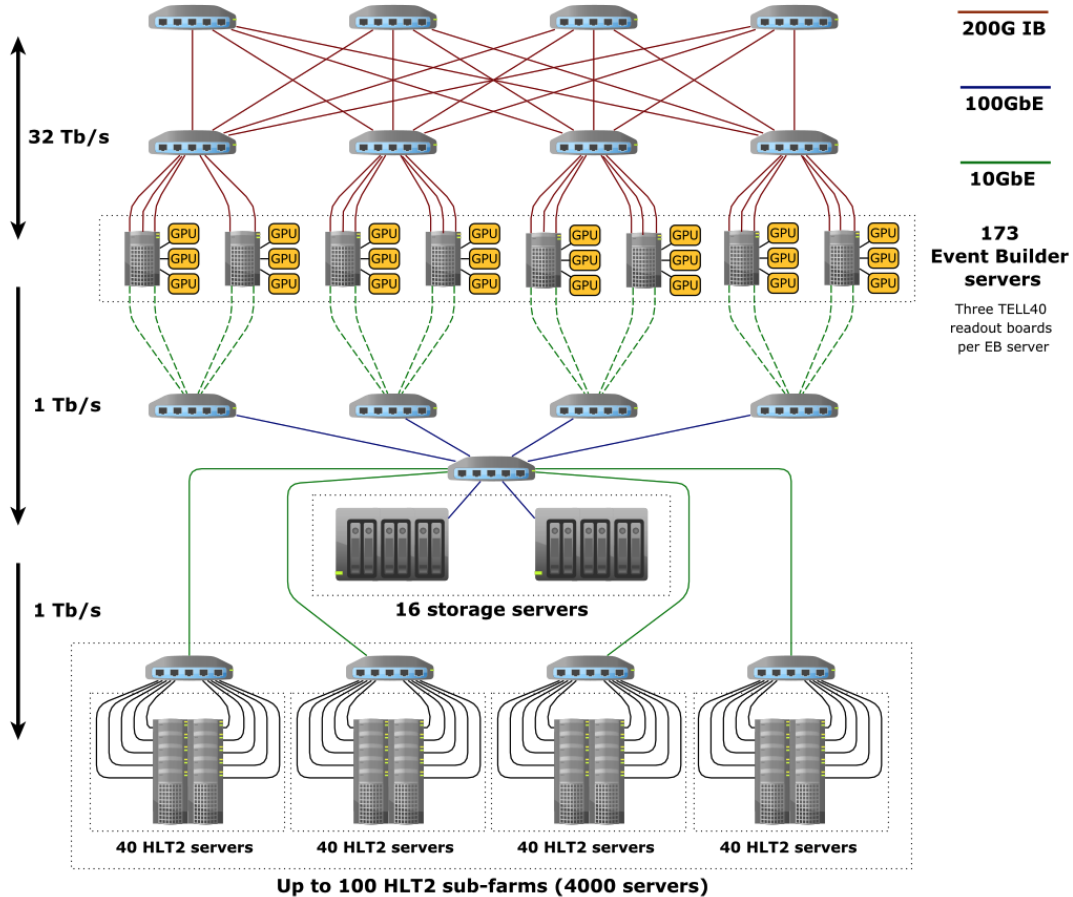 200G IB
100GbE
32 Tb/s
10GbE
GPU GPU GPU GPU GPU GPU GPU GPU
GPU GPU GPU GPU GPU GPU GPU GPU
GPU GPU GPU GPU GPU GPU GPU GPU
173
Event Builder
servers
Three TELL40
readout boards
per EB server
1 Tb/s
16 storage servers
1 Tb/s
40 HLT2 servers 40 HLT2 servers 40 HLT2 servers 40 HLT2 servers
Up to 100 HLT2 sub-farms (4000 servers)